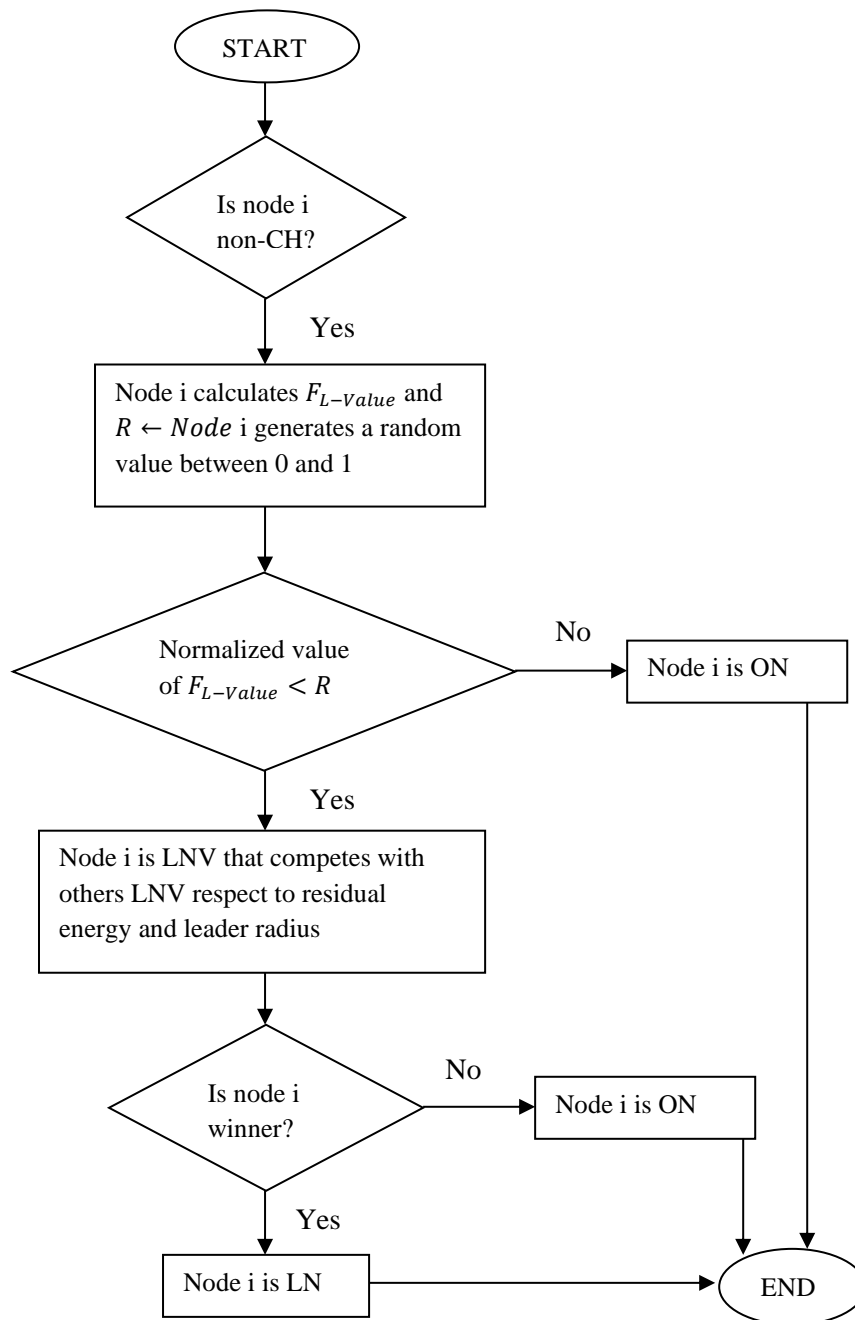 START
Is node i
non-CH?
Yes
Node i calculates F_{L−Value} and
R ← Node i generates a random
value between 0 and 1
Normalized value
of F_{L−Value} < R
No
Node i is ON
Yes
Node i is LNV that competes with
others LNV respect to residual
energy and leader radius
Is node i
winner?
No
Node i is ON
Yes
Node i is LN
END